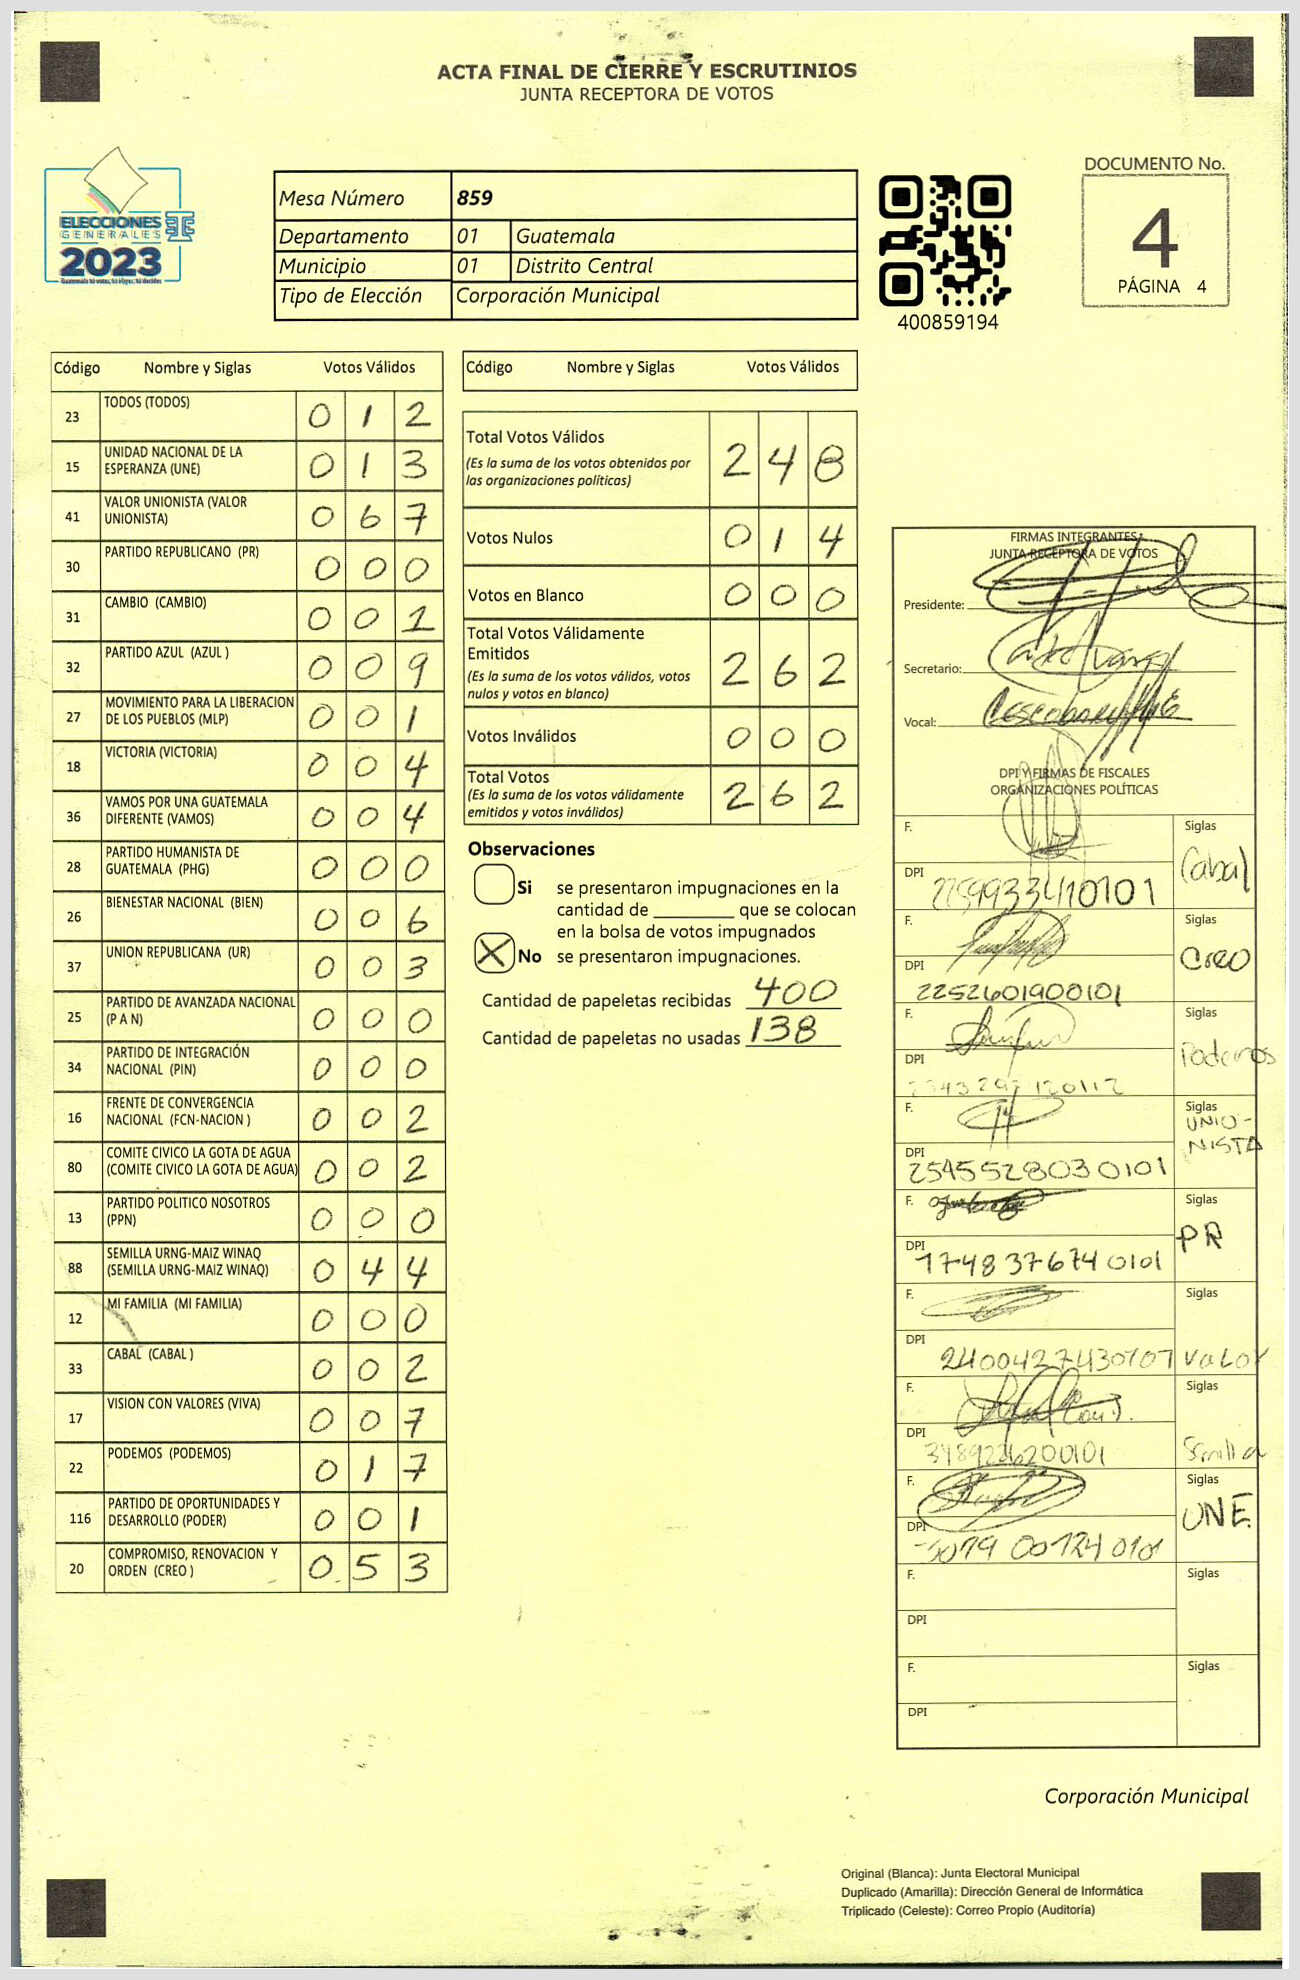 ACTA FINAL DE CIERRE Y ESCRUTINIOS
JUNTA RECEPTORA DE VOTOS
ELECCIONES
GENERALES
2023
Mesa Número 859
Departamento 01 Guatemala
Municipio 01 Distrito Central
Tipo de Elección Corporación Municipal
400859194
DOCUMENTO No.
4
PÁGINA 4
Código Nombre y Siglas Votos Válidos
23 TODOS (TODOS) 0 1 2
15 UNIDAD NACIONAL DE LA
ESPERANZA (UNE) 0 1 3
41 VALOR UNIONISTA (VALOR
UNIONISTA) 0 6 7
30 PARTIDO REPUBLICANO (PR) 0 0 0
31 CAMBIO (CAMBIO) 0 0 1
32 PARTIDO AZUL (AZUL ) 0 0 9
27 MOVIMIENTO PARA LA LIBERACION
DE LOS PUEBLOS (MLP) 0 0 1
18 VICTORIA (VICTORIA) 0 0 4
36 VAMOS POR UNA GUATEMALA
DIFERENTE (VAMOS) 0 0 4
28 PARTIDO HUMANISTA DE
GUATEMALA (PHG) 0 0 0
26 BIENESTAR NACIONAL (BIEN) 0 0 6
37 UNION REPUBLICANA (UR) 0 0 3
25 PARTIDO DE AVANZADA NACIONAL
(P A N) 0 0 0
34 PARTIDO DE INTEGRACIÓN
NACIONAL (PIN) 0 0 0
16 FRENTE DE CONVERGENCIA
NACIONAL (FCN-NACION ) 0 0 2
80 COMITE CIVICO LA GOTA DE AGUA
(COMITE CIVICO LA GOTA DE AGUA) 0 0 2
13 PARTIDO POLITICO NOSOTROS
(PPN) 0 0 0
88 SEMILLA URNG-MAIZ WINAQ
(SEMILLA URNG-MAIZ WINAQ) 0 4 4
12 MI FAMILIA (MI FAMILIA) 0 0 0
33 CABAL (CABAL ) 0 0 2
17 VISION CON VALORES (VIVA) 0 0 7
22 PODEMOS (PODEMOS) 0 1 7
116 PARTIDO DE OPORTUNIDADES Y
DESARROLLO (PODER) 0 0 1
20 COMPROMISO, RENOVACION Y
ORDEN (CREO ) 0 5 3
Código Nombre y Siglas Votos Válidos
Total Votos Válidos 2 4 8
(Es la suma de los votos obtenidos por
las organizaciones políticas)
Votos Nulos 0 1 4
Votos en Blanco 0 0 0
Total Votos Válidamente
Emitidos 2 6 2
(Es la suma de los votos válidos, votos
nulos y votos en blanco)
Votos Inválidos 0 0 0
Total Votos 2 6 2
(Es la suma de los votos válidamente
emitidos y votos inválidos)
Observaciones
Si se presentaron impugnaciones en la
cantidad de ________ que se colocan
en la bolsa de votos impugnados
X No se presentaron impugnaciones.
Cantidad de papeletas recibidas 400
Cantidad de papeletas no usadas 138
FIRMAS INTEGRANTES
JUNTA RECEPTORA DE VOTOS
Presidente:
Secretario:
Vocal:
DPI Y FIRMAS DE FISCALES
ORGANIZACIONES POLÍTICAS
F. Siglas
Cabal
DPI
F. Siglas
Creo
DPI 2252601900101
F. Siglas
Podemos
DPI
F. Siglas
UNIO-
NISTA
DPI 2545528030101
F. Siglas
PR
DPI 1748376740101
F. Siglas
DPI Valor
F. Siglas
DPI Semilla
F. Siglas
UNE
DPI
F. Siglas
DPI
F. Siglas
DPI
Corporación Municipal
Original (Blanca): Junta Electoral Municipal
Duplicado (Amarilla): Dirección General de Informática
Triplicado (Celeste): Correo Propio (Auditoría)